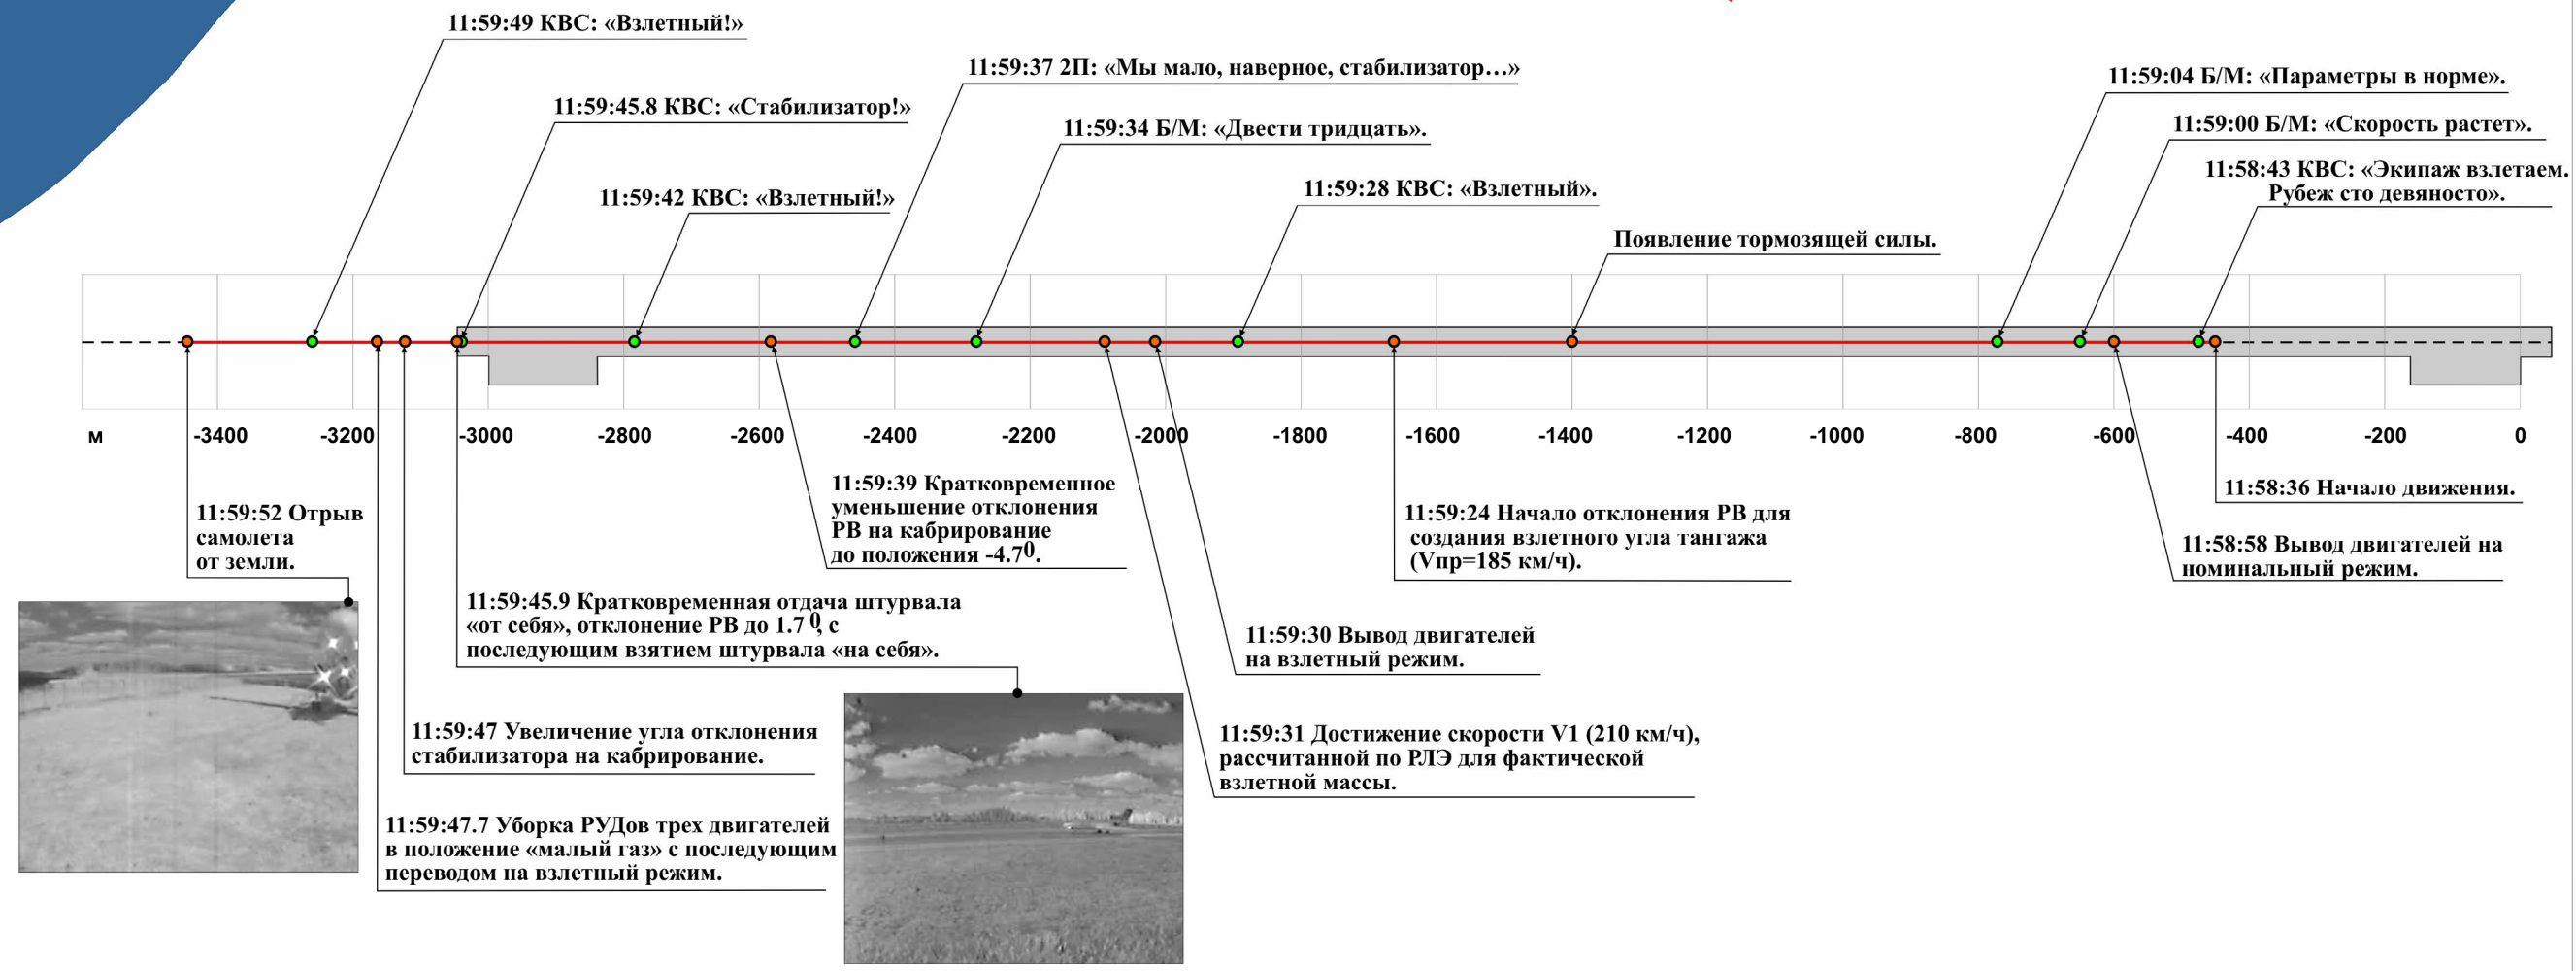 11:59:49 КВС: «Взлетный!»
11:59:37 2П: «Мы мало, наверное, стабилизатор…»
11:59:04 Б/М: «Параметры в норме».
11:59:45.8 КВС: «Стабилизатор!»
11:59:34 Б/М: «Двести тридцать».
11:59:00 Б/М: «Скорость растет».
11:58:43 КВС: «Экипаж взлетаем.
Рубеж сто девяносто».
11:59:42 КВС: «Взлетный!»
11:59:28 КВС: «Взлетный».
Появление тормозящей силы.
м -3400 -3200 -3000 -2800 -2600 -2400 -2200 -2000 -1800 -1600 -1400 -1200 -1000 -800 -600 -400 -200 0
11:59:52 Отрыв
самолета
от земли.
11:59:39 Кратковременное
уменьшение отклонения
РВ на кабрирование
до положения -4.7⁰.
11:59:24 Начало отклонения РВ для
создания взлетного угла тангажа
(Vпр=185 км/ч).
11:58:36 Начало движения.
11:58:58 Вывод двигателей на
номинальный режим.
11:59:45.9 Кратковременная отдача штурвала
«от себя», отклонение РВ до 1.7 ⁰, с
последующим взятием штурвала «на себя».
11:59:30 Вывод двигателей
на взлетный режим.
11:59:47 Увеличение угла отклонения
стабилизатора на кабрирование.
11:59:31 Достижение скорости V1 (210 км/ч),
рассчитанной по РЛЭ для фактической
взлетной массы.
11:59:47.7 Уборка РУДов трех двигателей
в положение «малый газ» с последующим
переводом на взлетный режим.